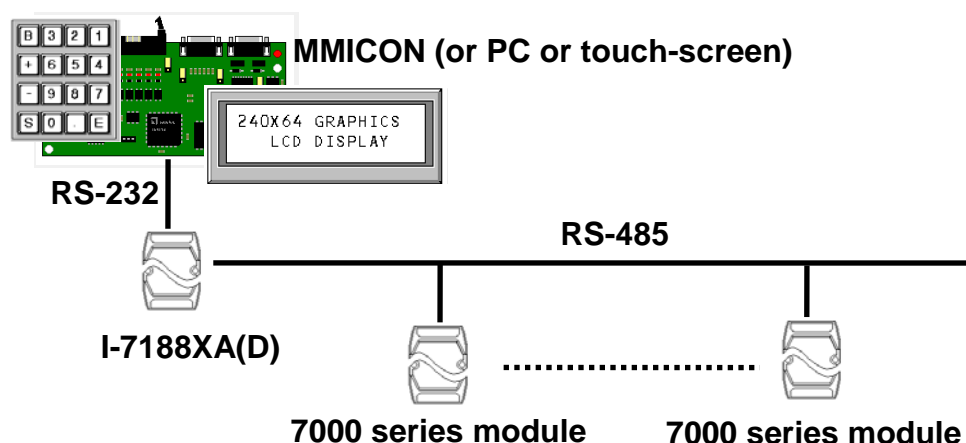 B 3 2 1
+ 6 5 4
- 9 8 7
S 0 . E
MMICON (or PC or touch-screen)
240X64 GRAPHICS
LCD DISPLAY
RS-232
RS-485
I-7188XA(D)
7000 series module
7000 series module